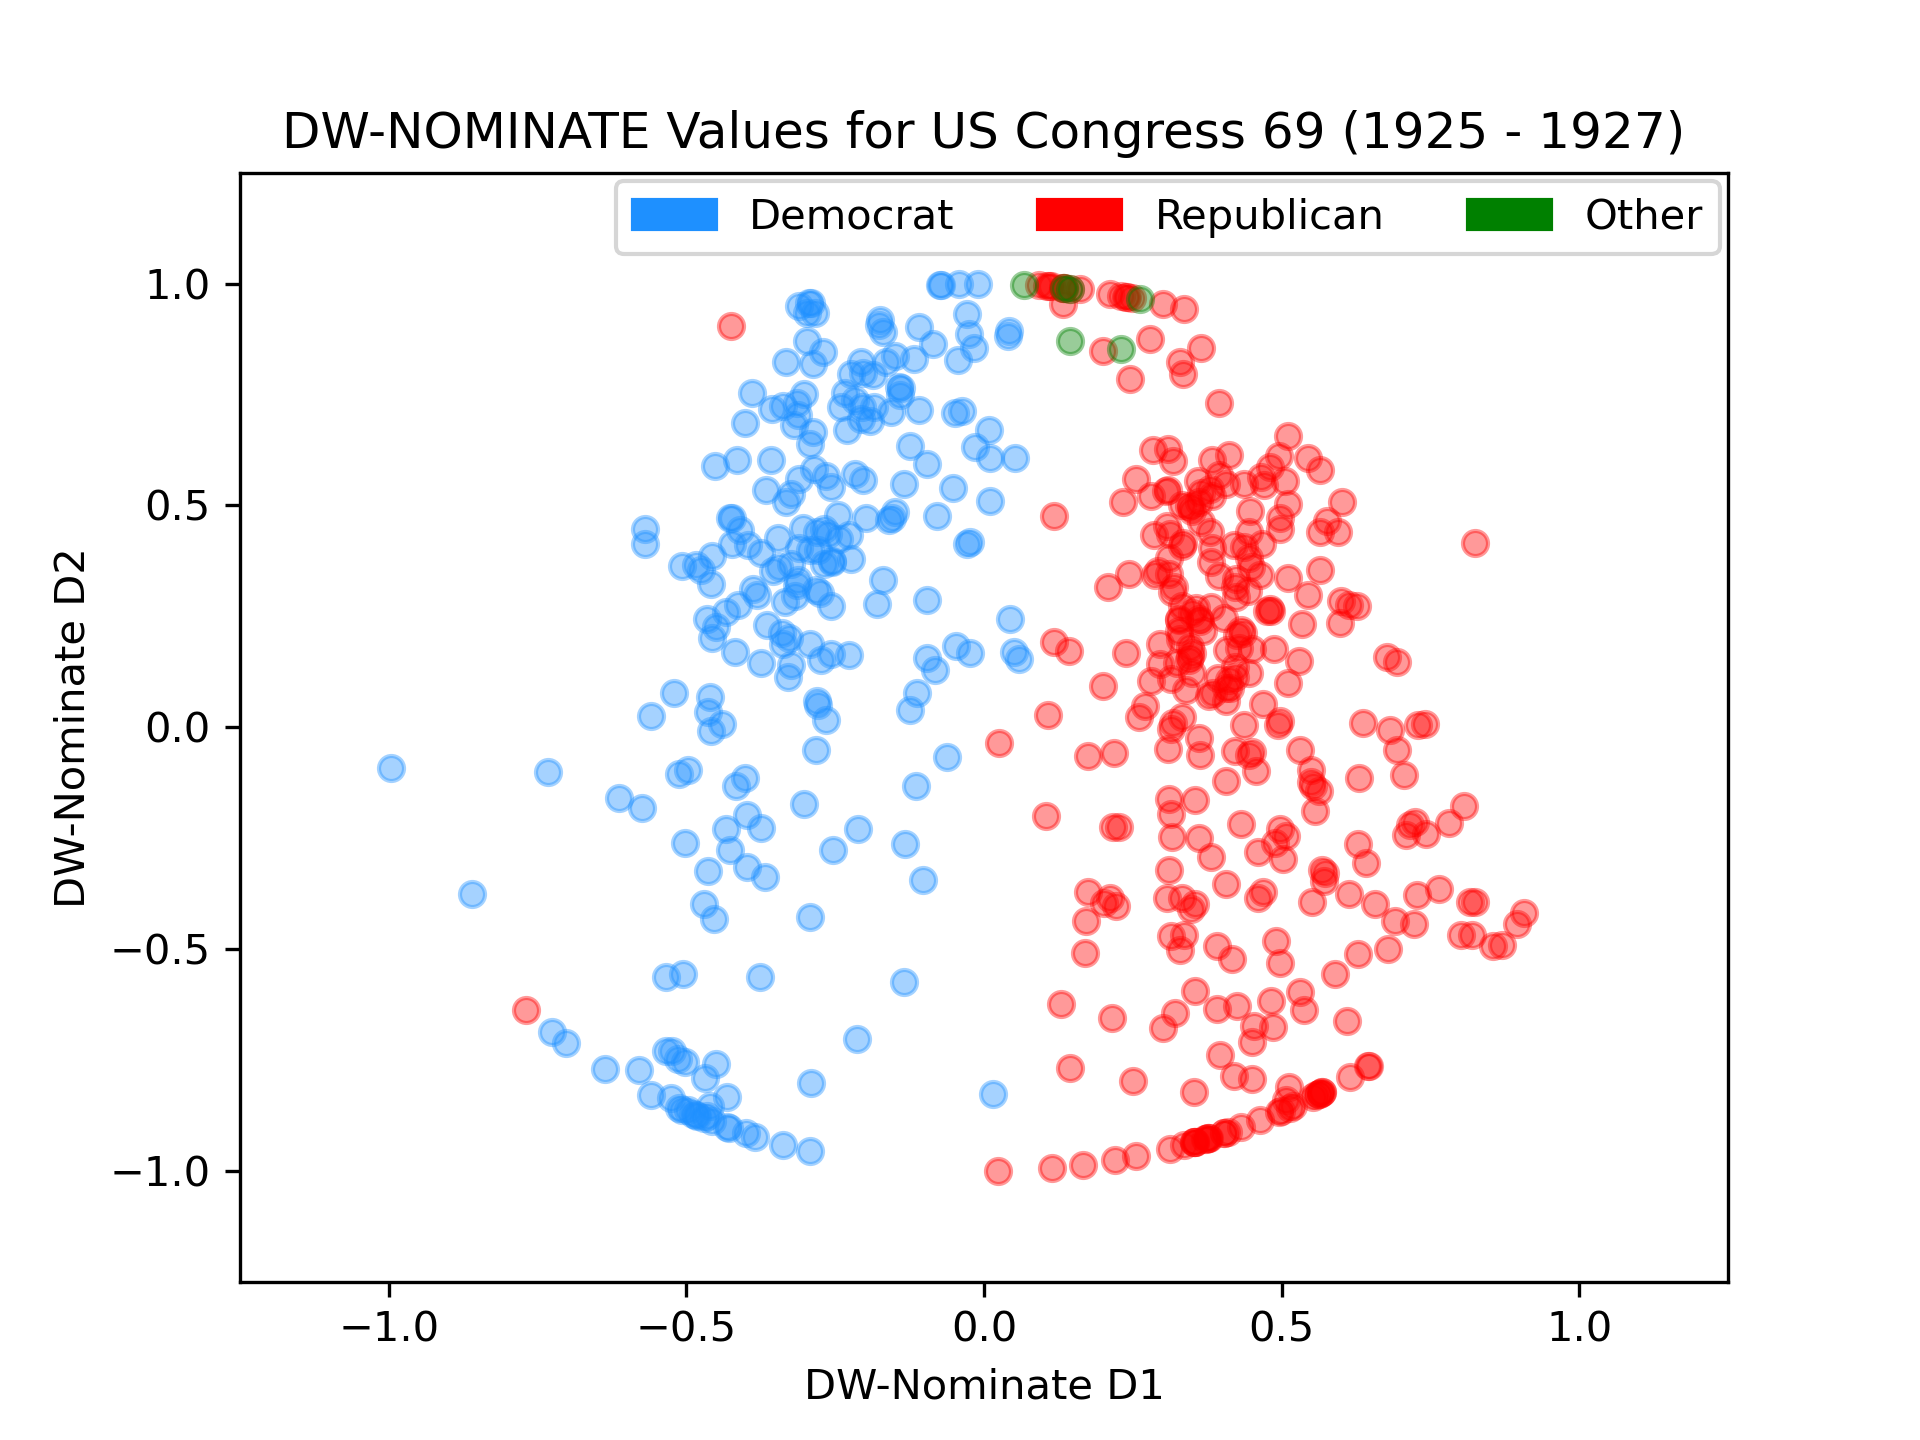 DW-NOMINATE Values for US Congress 69 (1925 - 1927)
Democrat Republican Other
1.0
0.5
0.0
−0.5
−1.0
DW-Nominate D2
−1.0 −0.5 0.0 0.5 1.0
DW-Nominate D1